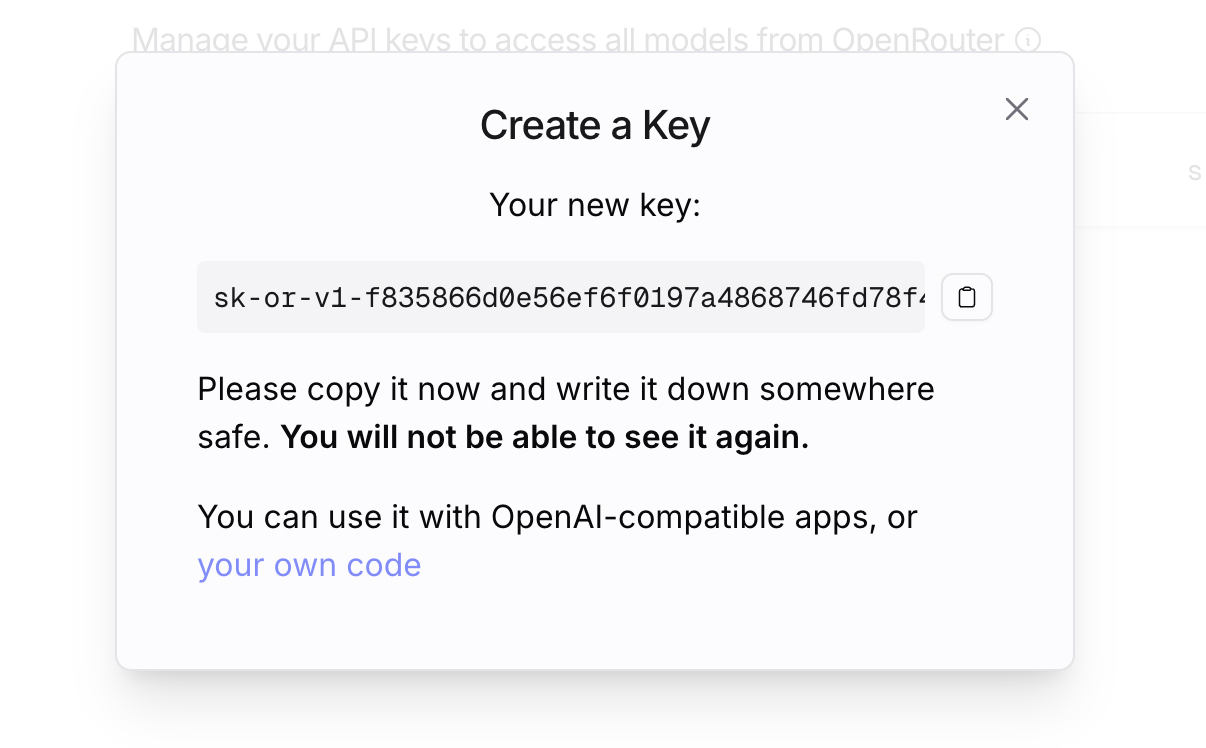 Manage your API keys to access all models from OpenRouter
Create a Key
Your new key:
sk-or-v1-f835866d0e56ef6f0197a4868746fd78f4
Please copy it now and write it down somewhere
safe. You will not be able to see it again.
You can use it with OpenAI-compatible apps, or
your own code
s